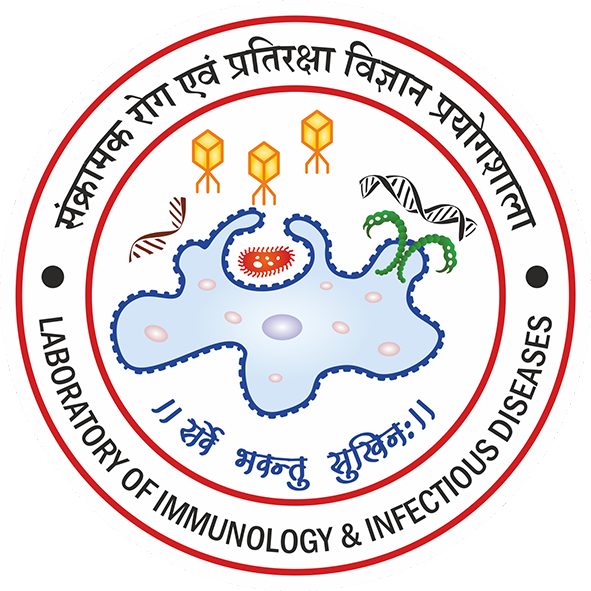 संक्रामक रोग एवं प्रतिरक्षा विज्ञान प्रयोगशाला
।। सर्वे भवन्तु सुखिनः ।।
LABORATORY OF IMMUNOLOGY & INFECTIOUS DISEASES